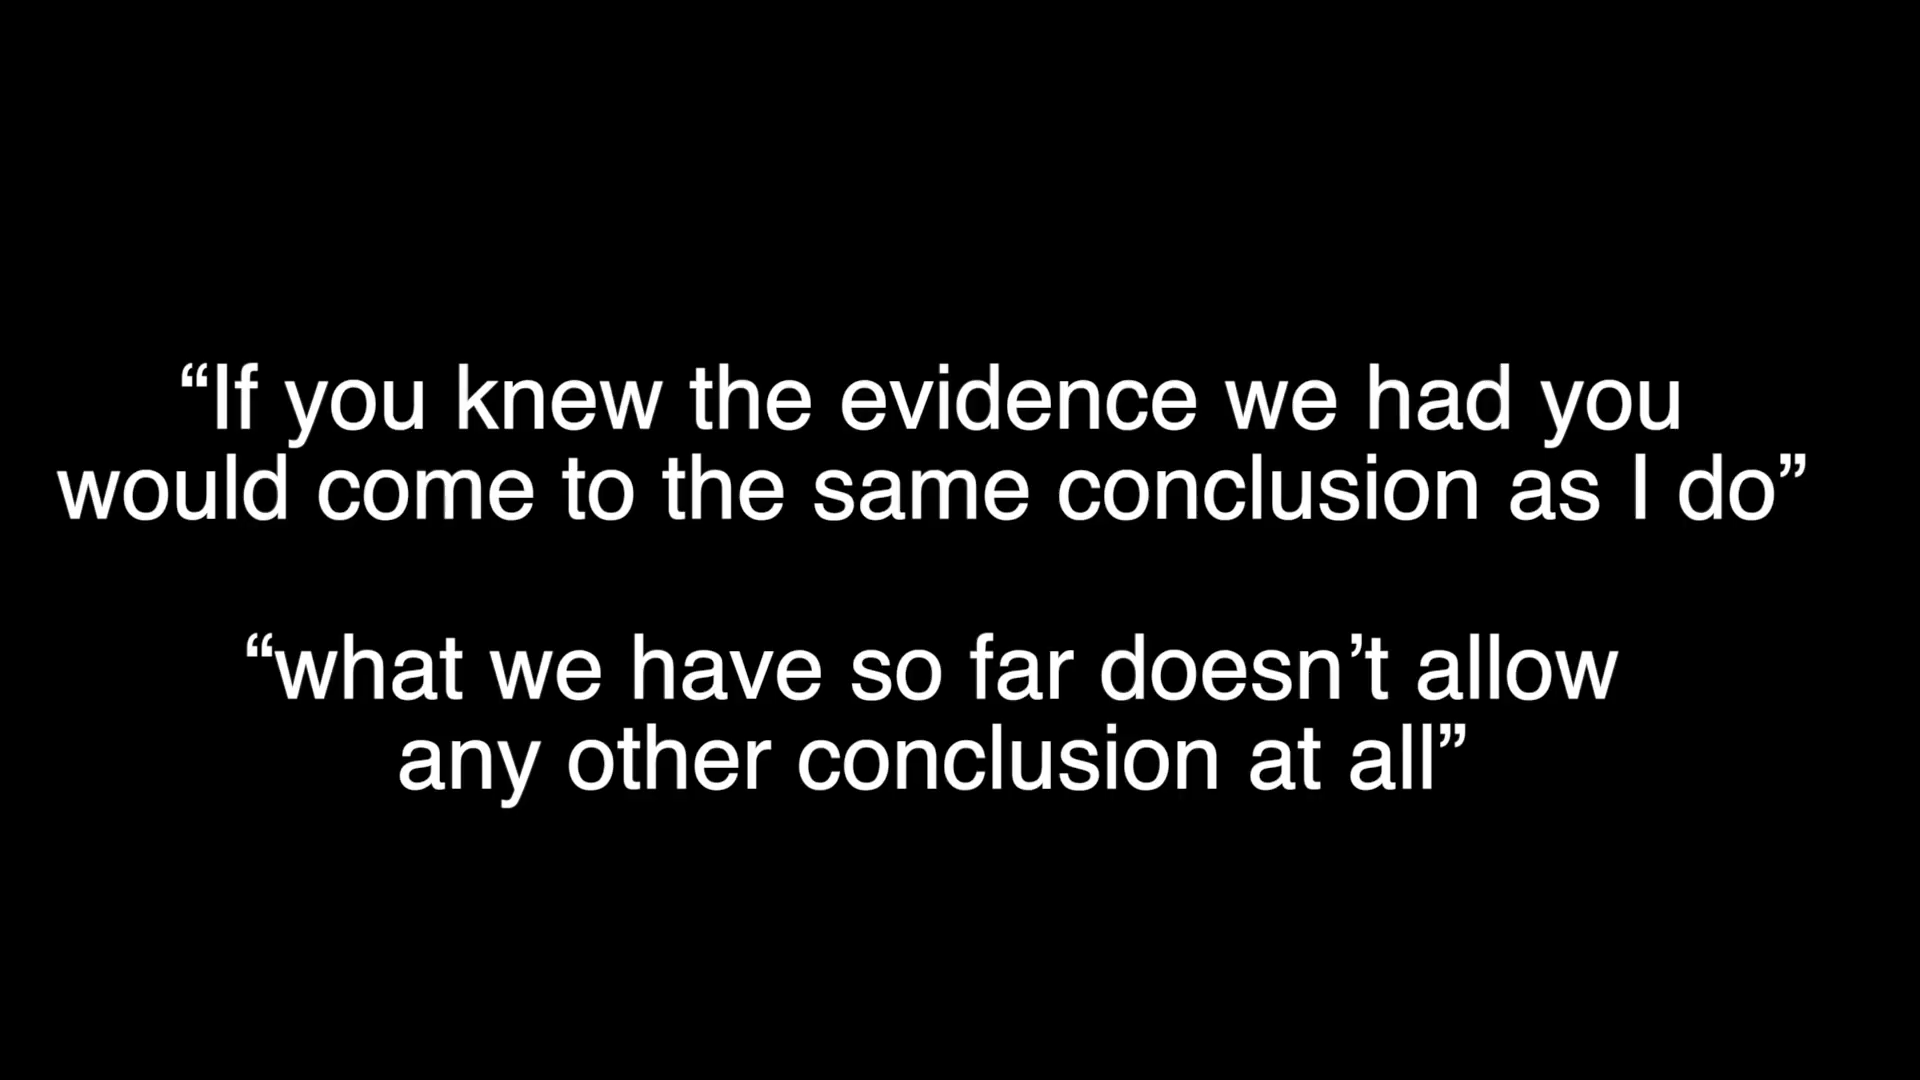 “If you knew the evidence we had you
would come to the same conclusion as I do”
“what we have so far doesn’t allow
any other conclusion at all”